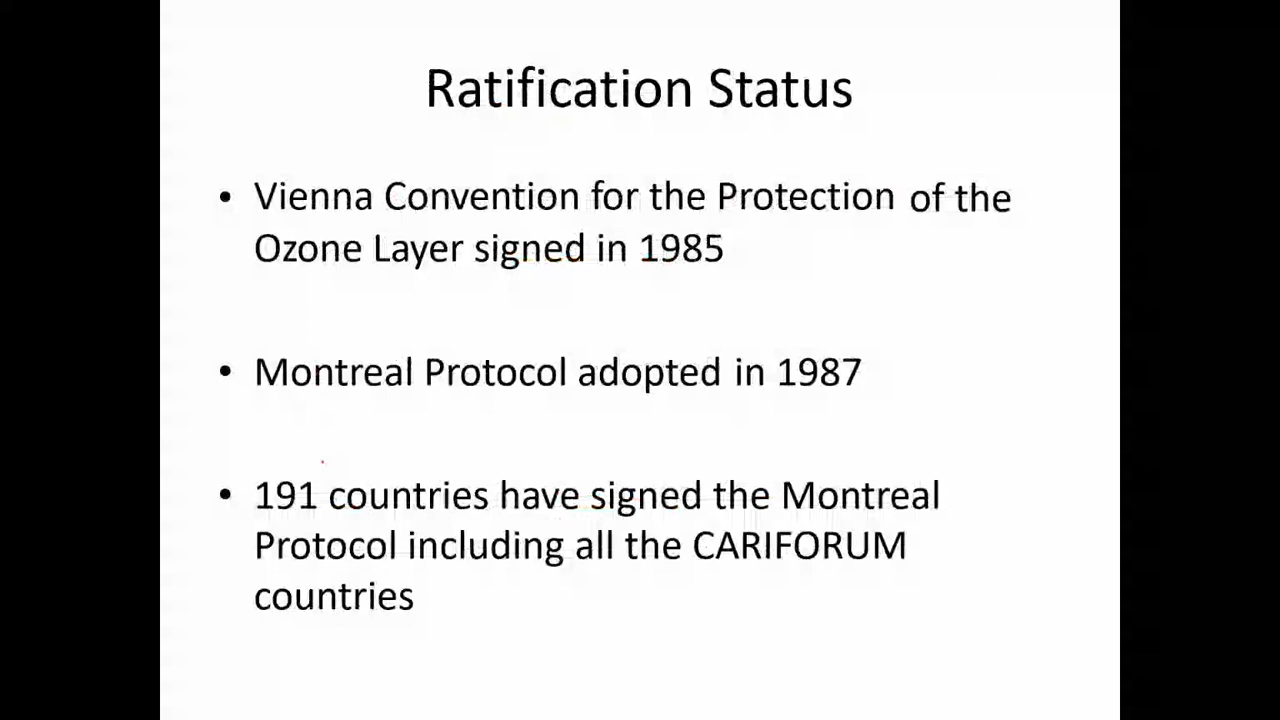 Ratification Status
• Vienna Convention for the Protection of the
Ozone Layer signed in 1985
• Montreal Protocol adopted in 1987
• 191 countries have signed the Montreal
Protocol including all the CARIFORUM
countries